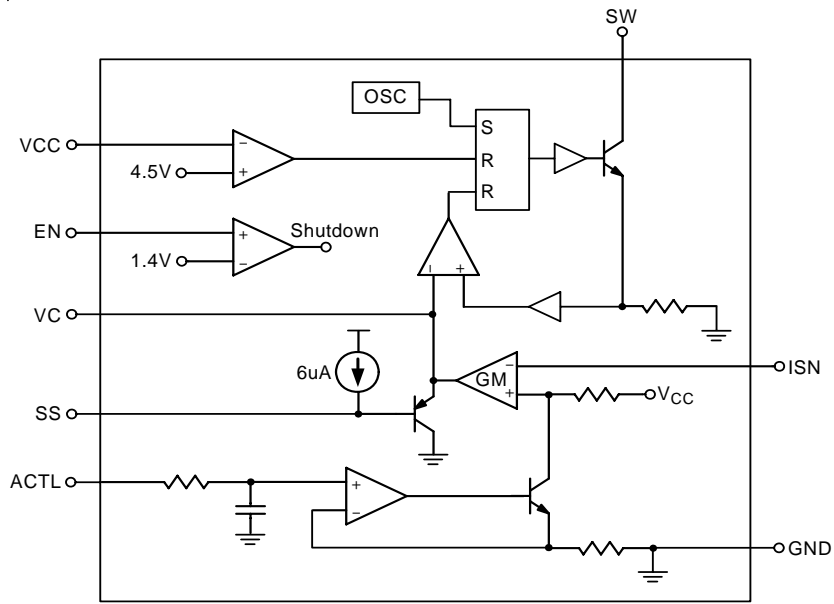 SW
OSC
S
VCC
−
4.5V
+
R
R
EN
+
Shutdown
1.4V
−
−
+
VC
6uA
GM
−
+
ISN
VCC
SS
ACTL
+
−
GND